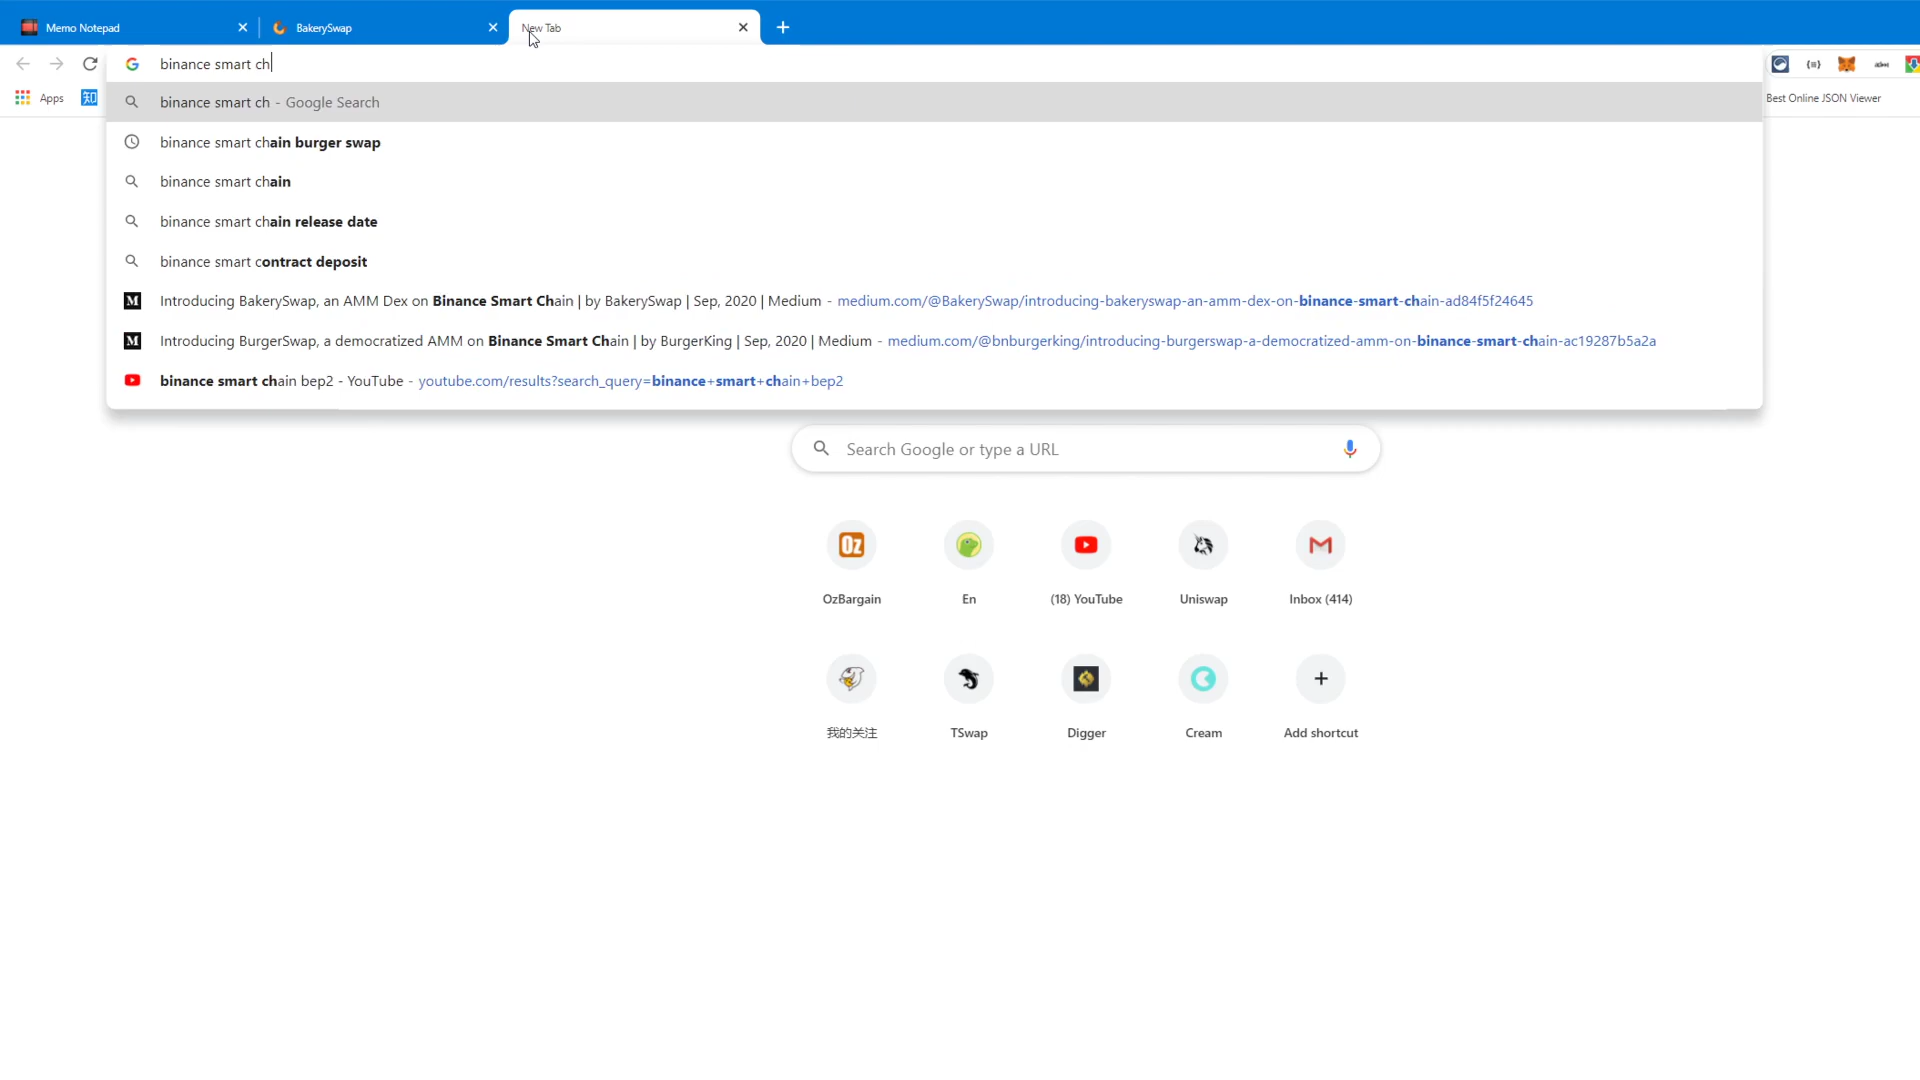 Memo Notepad
BakerySwap
New Tab
binance smart ch
Apps
知
Best Online JSON Viewer
binance smart ch - Google Search
binance smart chain burger swap
binance smart chain
binance smart chain release date
binance smart contract deposit
Introducing BakerySwap, an AMM Dex on Binance Smart Chain | by BakerySwap | Sep, 2020 | Medium - medium.com/@BakerySwap/introducing-bakeryswap-an-amm-dex-on-binance-smart-chain-ad84f5f24645
Introducing BurgerSwap, a democratized AMM on Binance Smart Chain | by BurgerKing | Sep, 2020 | Medium - medium.com/@bnburgerking/introducing-burgerswap-a-democratized-amm-on-binance-smart-chain-ac19287b5a2a
binance smart chain bep2 - YouTube - youtube.com/results?search_query=binance+smart+chain+bep2
Search Google or type a URL
OZ
OzBargain
En
(18) YouTube
Uniswap
Inbox (414)
我的关注
TSwap
Digger
Cream
Add shortcut